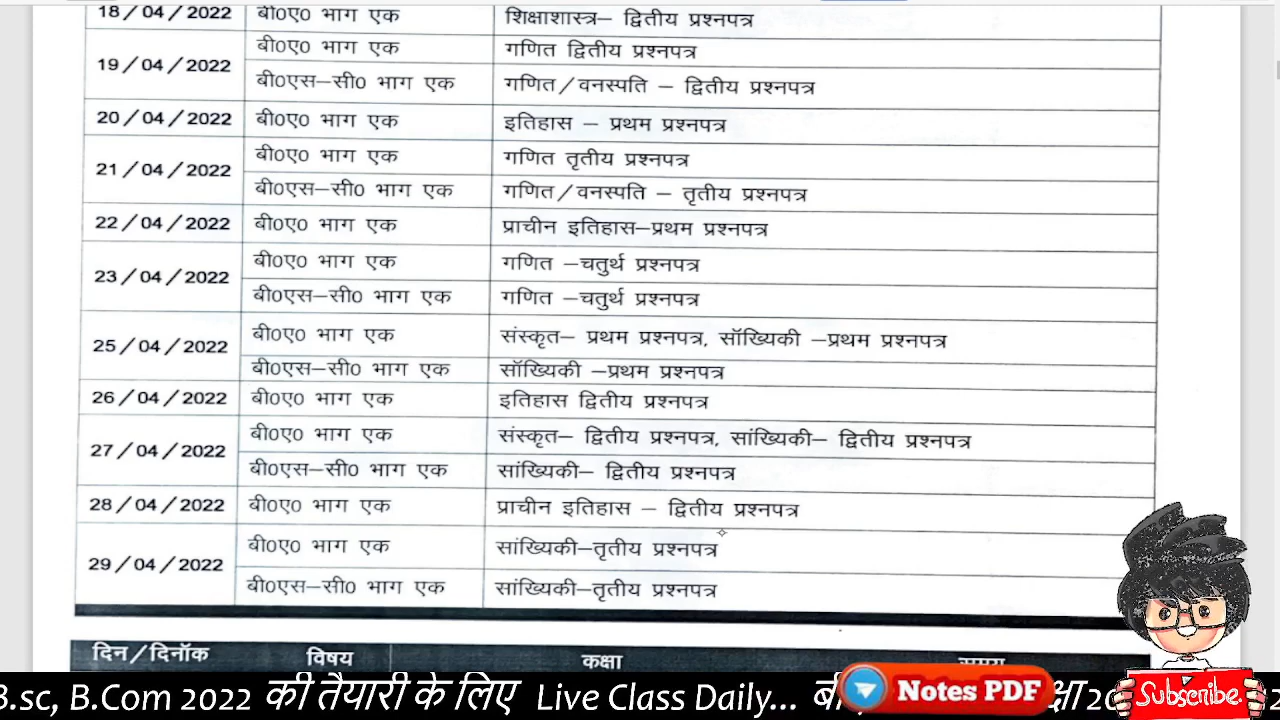 18/04/2022 बी0ए0 भाग एक शिक्षाशास्त्र– द्वितीय प्रश्नपत्र
19/04/2022 बी0ए0 भाग एक गणित द्वितीय प्रश्नपत्र
बी0एस–सी0 भाग एक गणित/वनस्पति – द्वितीय प्रश्नपत्र
20/04/2022 बी0ए0 भाग एक इतिहास – प्रथम प्रश्नपत्र
21/04/2022 बी0ए0 भाग एक गणित तृतीय प्रश्नपत्र
बी0एस–सी0 भाग एक गणित/वनस्पति – तृतीय प्रश्नपत्र
22/04/2022 बी0ए0 भाग एक प्राचीन इतिहास–प्रथम प्रश्नपत्र
23/04/2022 बी0ए0 भाग एक गणित –चतुर्थ प्रश्नपत्र
बी0एस–सी0 भाग एक गणित –चतुर्थ प्रश्नपत्र
25/04/2022 बी0ए0 भाग एक संस्कृत– प्रथम प्रश्नपत्र, सॉख्यिकी –प्रथम प्रश्नपत्र
बी0एस–सी0 भाग एक सॉख्यिकी –प्रथम प्रश्नपत्र
26/04/2022 बी0ए0 भाग एक इतिहास द्वितीय प्रश्नपत्र
27/04/2022 बी0ए0 भाग एक संस्कृत– द्वितीय प्रश्नपत्र, सांख्यिकी– द्वितीय प्रश्नपत्र
बी0एस–सी0 भाग एक सांख्यिकी– द्वितीय प्रश्नपत्र
28/04/2022 बी0ए0 भाग एक प्राचीन इतिहास – द्वितीय प्रश्नपत्र
29/04/2022 बी0ए0 भाग एक सांख्यिकी–तृतीय प्रश्नपत्र
बी0एस–सी0 भाग एक सांख्यिकी–तृतीय प्रश्नपत्र
दिन/दिनॉक विषय कक्षा
B.sc, B.Com 2022 की तैयारी के लिए Live Class Daily...
Notes PDF
Subscribe.